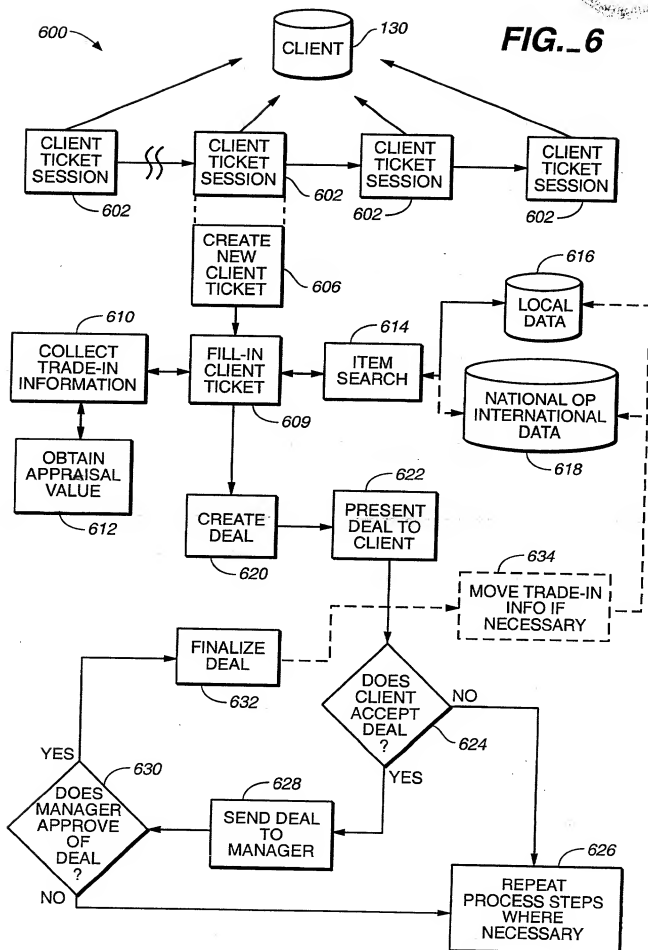 600
CLIENT
130
FIG._6
CLIENT
TICKET
SESSION
602
CLIENT
TICKET
SESSION
602
CLIENT
TICKET
SESSION
602
CLIENT
TICKET
SESSION
602
CREATE
NEW
CLIENT
TICKET
606
616
LOCAL
DATA
610
COLLECT
TRADE-IN
INFORMATION
FILL-IN
CLIENT
TICKET
609
614
ITEM
SEARCH
NATIONAL OP
INTERNATIONAL
DATA
618
OBTAIN
APPRAISAL
VALUE
612
CREATE
DEAL
620
622
PRESENT
DEAL TO
CLIENT
634
MOVE TRADE-IN
INFO IF
NECESSARY
FINALIZE
DEAL
632
DOES
CLIENT
ACCEPT
DEAL
?
624
NO
YES
YES
630
DOES
MANAGER
APPROVE
OF
DEAL
?
NO
628
SEND DEAL
TO
MANAGER
626
REPEAT
PROCESS STEPS
WHERE
NECESSARY